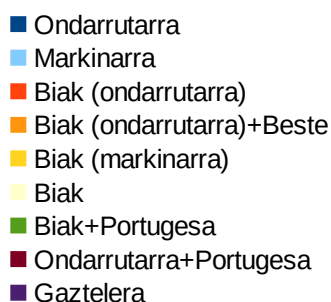 Ondarrutarra
Markinarra
Biak (ondarrutarra)
Biak (ondarrutarra)+Beste
Biak (markinarra)
Biak
Biak+Portugesa
Ondarrutarra+Portugesa
Gaztelera